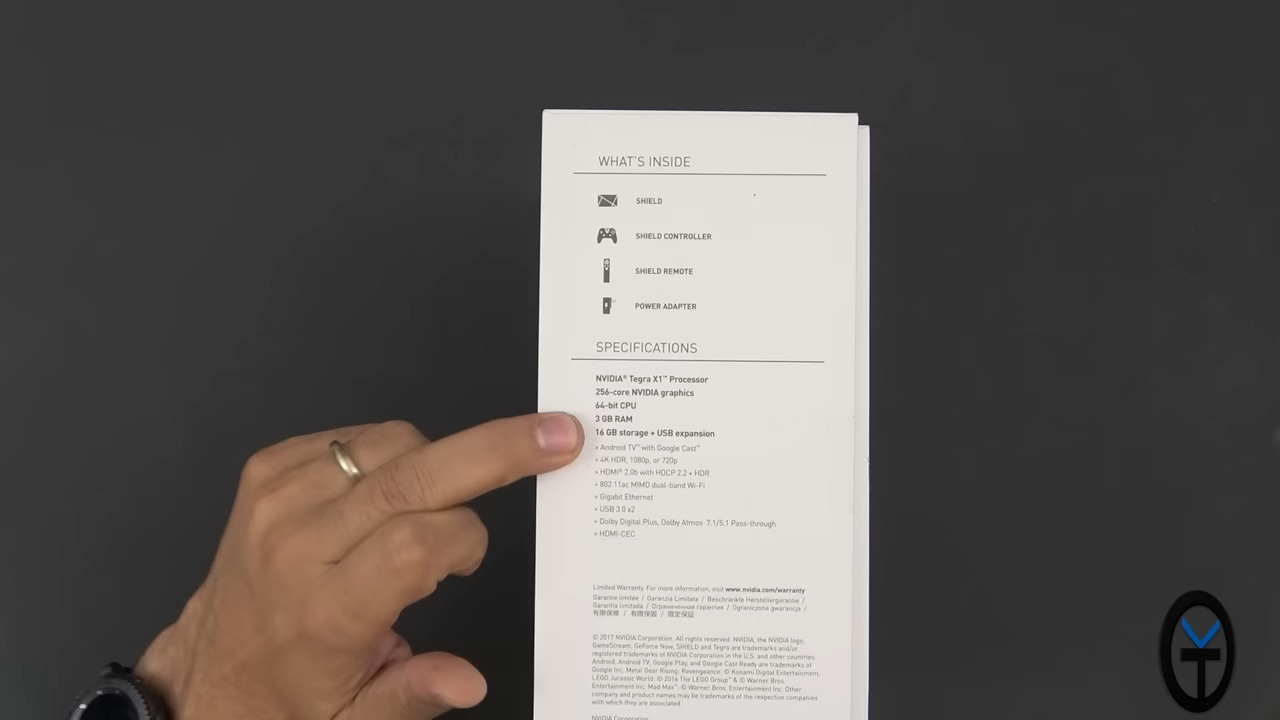 WHAT'S INSIDE
SHIELD
SHIELD CONTROLLER
SHIELD REMOTE
POWER ADAPTER
SPECIFICATIONS
NVIDIA® Tegra X1™ Processor
256-core NVIDIA graphics
64-bit CPU
3 GB RAM
16 GB storage + USB expansion
> Android TV™ with Google Cast™
> 4K HDR, 1080p, or 720p
> HDMI® 2.0b with HDCP 2.2 + HDR
> 802.11ac MIMO dual-band Wi-Fi
> Gigabit Ethernet
> USB 3.0 x2
> Dolby Digital Plus, Dolby Atmos 7.1/5.1 Pass-through
> HDMI-CEC
Limited Warranty. For more information, visit www.nvidia.com/warranty
Garantie limitée / Garanzia Limitata / Beschränkte Herstellergarantie /
Garantía limitada / Ограниченная гарантия / Ograniczona gwarancja /
有限保修 / 有限保固 / 限定保証
© 2017 NVIDIA Corporation. All rights reserved. NVIDIA, the NVIDIA logo,
GameStream, GeForce Now, SHIELD and Tegra are trademarks and/or
registered trademarks of NVIDIA Corporation in the U.S. and other countries.
Android, Android TV, Google Play, and Google Cast Ready are trademarks of
Google Inc. Metal Gear Rising: Revengeance: © Konami Digital Entertainment,
LEGO Jurassic World: © 2016 The LEGO Group™ & © Warner Bros.
Entertainment Inc. Mad Max™: © Warner Bros. Entertainment Inc. Other
company and product names may be trademarks of the respective companies
with which they are associated.
NVIDIA Corporation